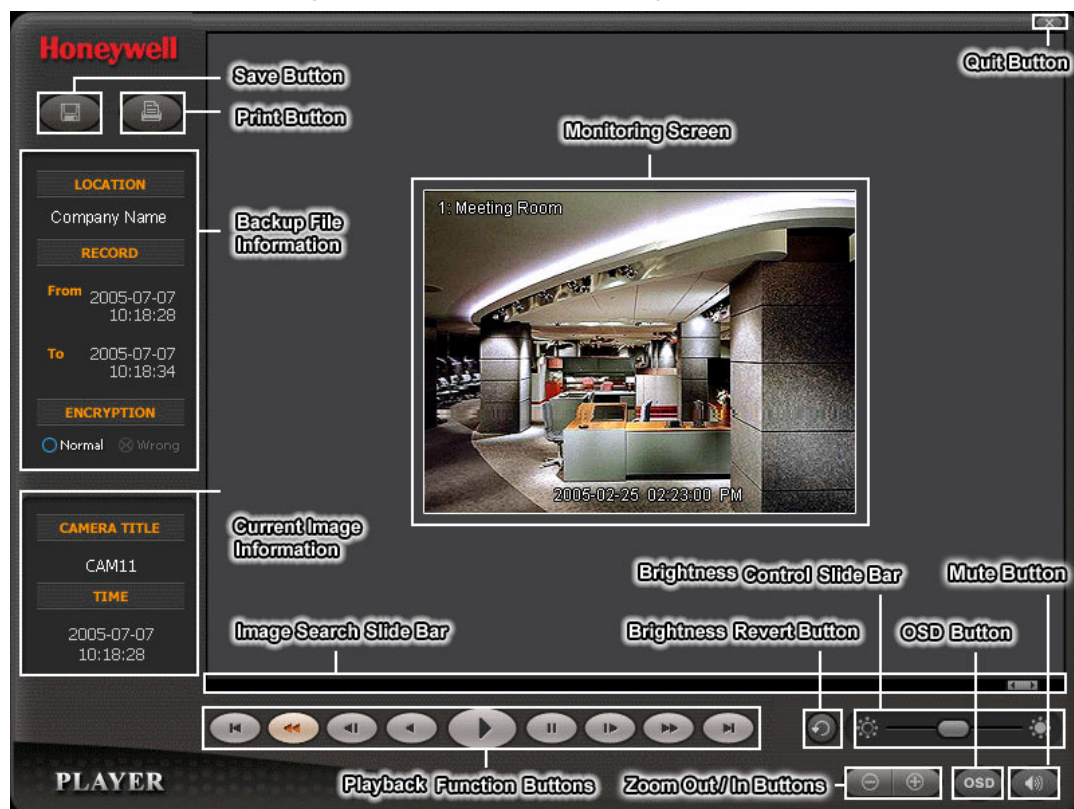 Honeywell
Quit Button
Save Button
Print Button
Monitoring Screen
LOCATION
Company Name
RECORD
From 2005-07-07
10:18:28
To 2005-07-07
10:18:34
ENCRYPTION
Normal Wrong
Backup File
Information
1: Meeting Room
2005-02-25 02:23:00 PM
CAMERA TITLE
CAM11
TIME
2005-07-07
10:18:28
Current Image
Information
Image Search Slide Bar
Brightness Control Slide Bar
Mute Button
Brightness Revert Button
OSD Button
PLAYER
Playback Function Buttons
Zoom Out / In Buttons
OSD